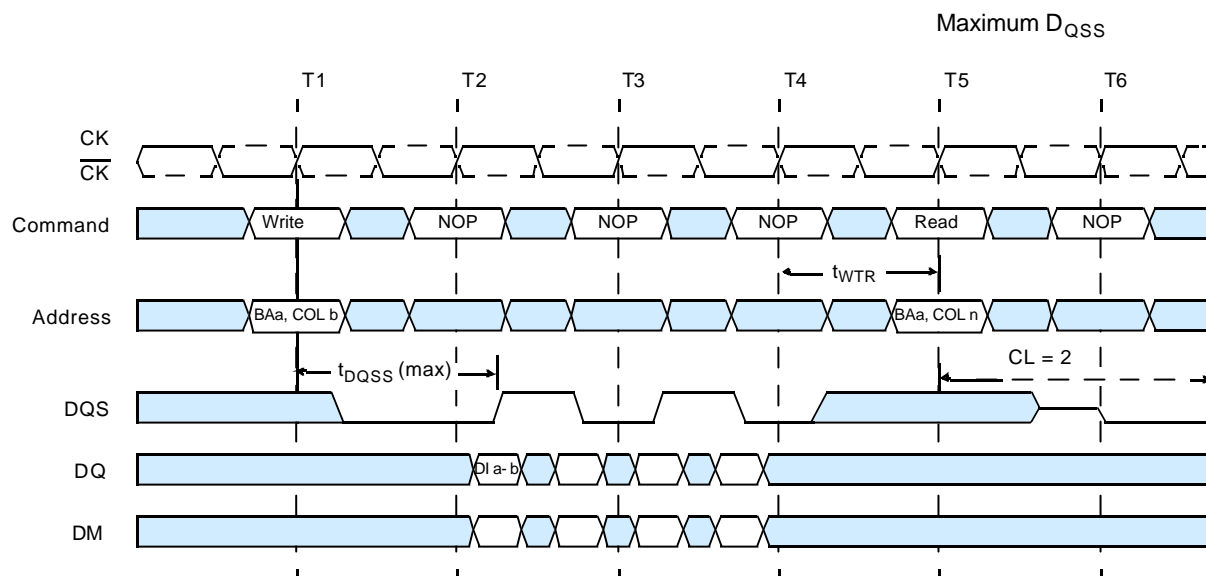 Maximum DQSS
T1 T2 T3 T4 T5 T6
CK
CK
Command Write NOP NOP NOP Read NOP
tWTR
Address BAa, COL b BAa, COL n
tDQSS (max) CL = 2
DQS
DQ DI a- b
DM